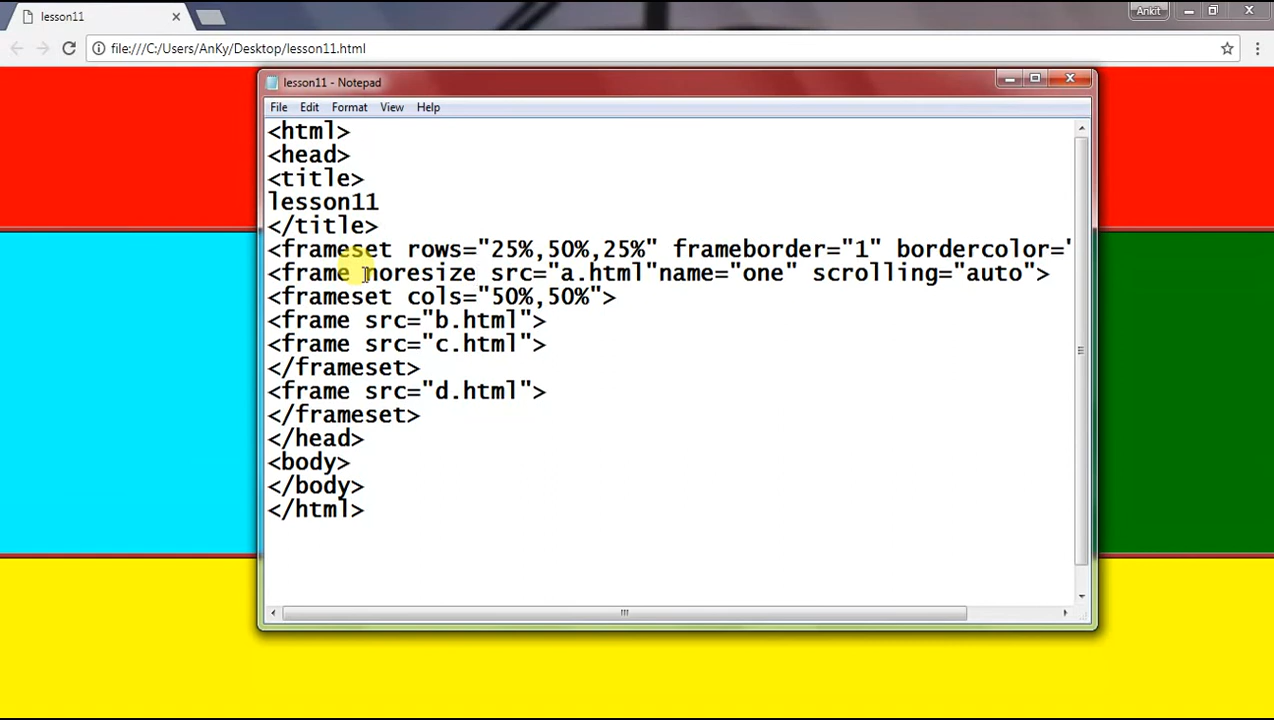 lesson11
Ankit
file:///C:/Users/AnKy/Desktop/lesson11.html
lesson11 - Notepad
File Edit Format View Help
<html>
<head>
<title>
lesson11
</title>
<frameset rows="25%,50%,25%" frameborder="1" bordercolor='
<frame noresize src="a.html"name="one" scrolling="auto">
<frameset cols="50%,50%">
<frame src="b.html">
<frame src="c.html">
</frameset>
<frame src="d.html">
</frameset>
</head>
<body>
</body>
</html>